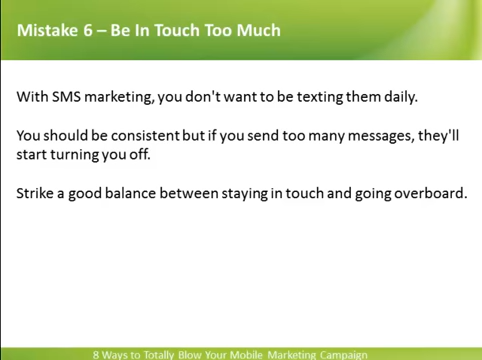 Mistake 6 – Be In Touch Too Much
With SMS marketing, you don't want to be texting them daily.
You should be consistent but if you send too many messages, they'll
start turning you off.
Strike a good balance between staying in touch and going overboard.
8 Ways to Totally Blow Your Mobile Marketing Campaign